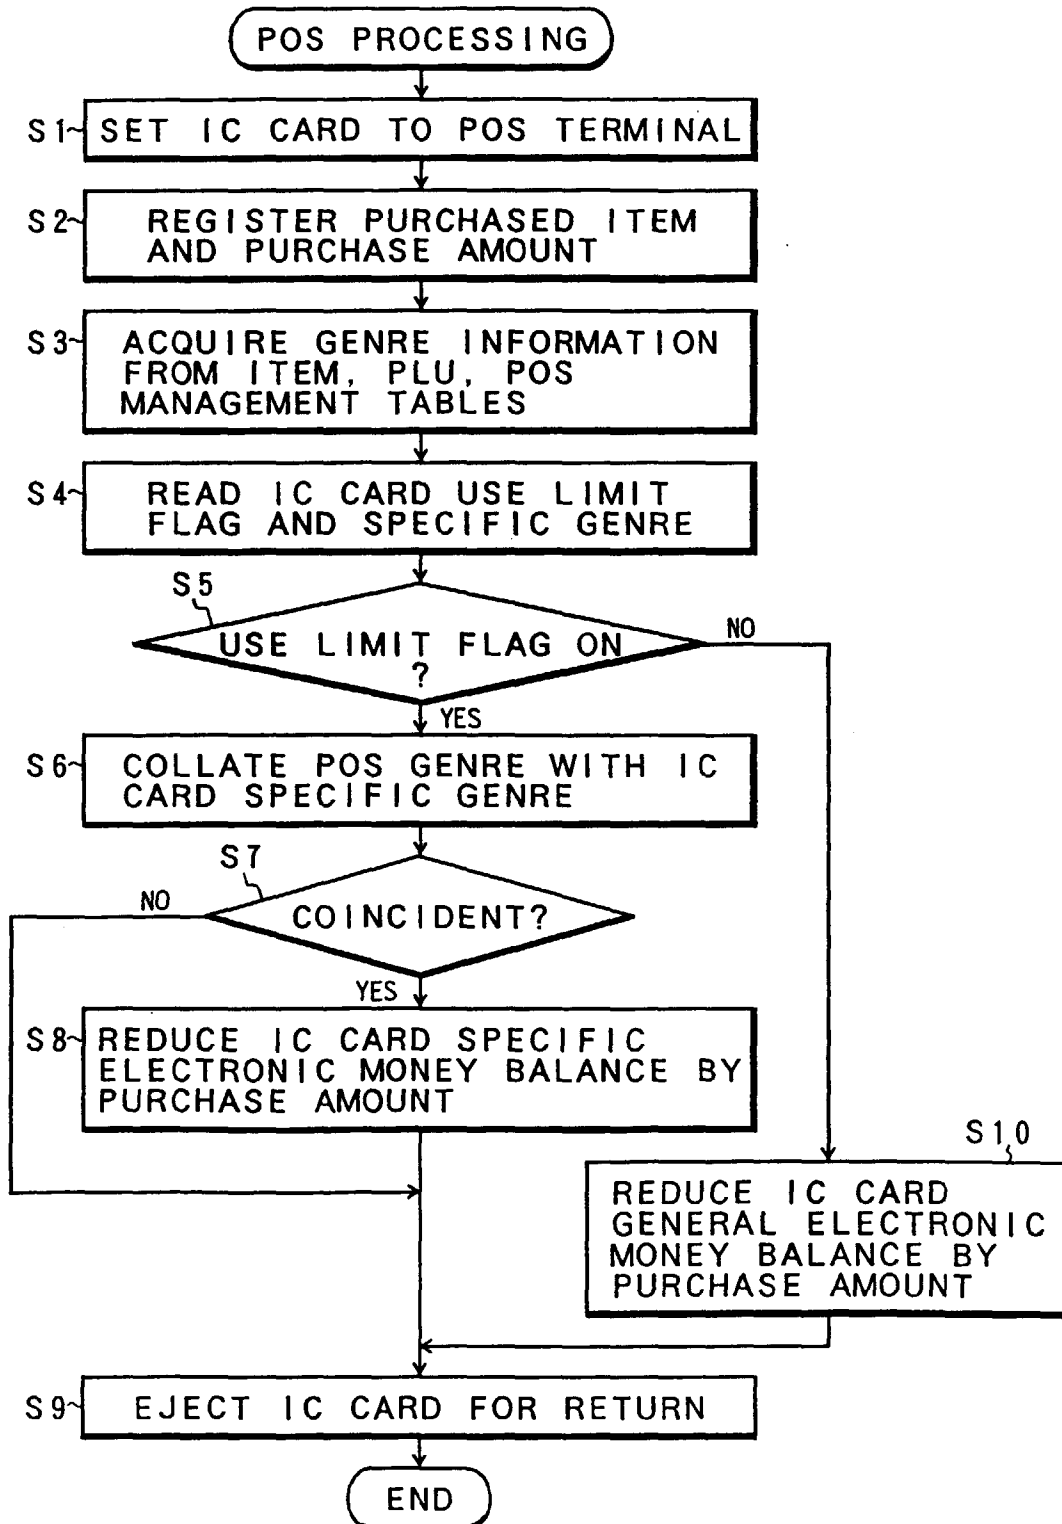 POS PROCESSING
S1
SET IC CARD TO POS TERMINAL
S2
REGISTER PURCHASED ITEM
AND PURCHASE AMOUNT
S3
ACQUIRE GENRE INFORMATION
FROM ITEM, PLU, POS
MANAGEMENT TABLES
S4
READ IC CARD USE LIMIT
FLAG AND SPECIFIC GENRE
S5
USE LIMIT FLAG ON
?
NO
YES
S6
COLLATE POS GENRE WITH IC
CARD SPECIFIC GENRE
S7
COINCIDENT?
NO
YES
S8
REDUCE IC CARD SPECIFIC
ELECTRONIC MONEY BALANCE BY
PURCHASE AMOUNT
S10
REDUCE IC CARD
GENERAL ELECTRONIC
MONEY BALANCE BY
PURCHASE AMOUNT
S9
EJECT IC CARD FOR RETURN
END